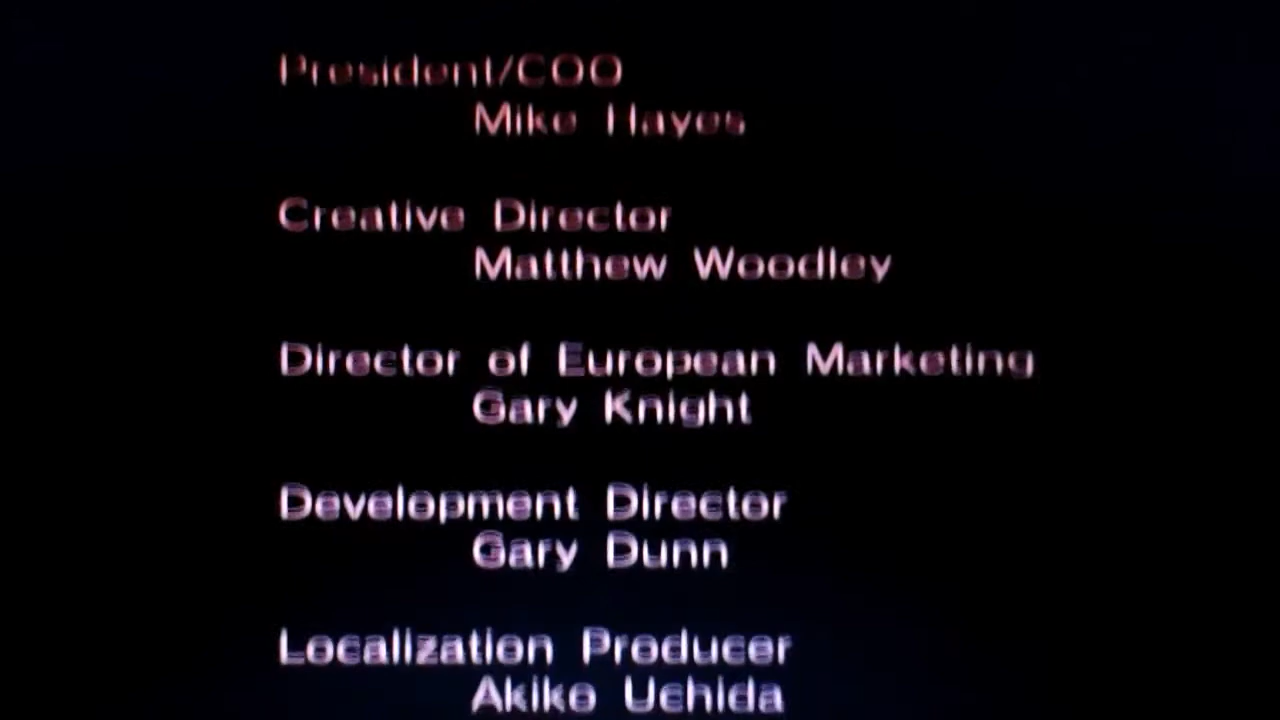 President/COO
Mike Hayes
Creative Director
Matthew Woodley
Director of European Marketing
Gary Knight
Development Director
Gary Dunn
Localization Producer
Akiko Uchida